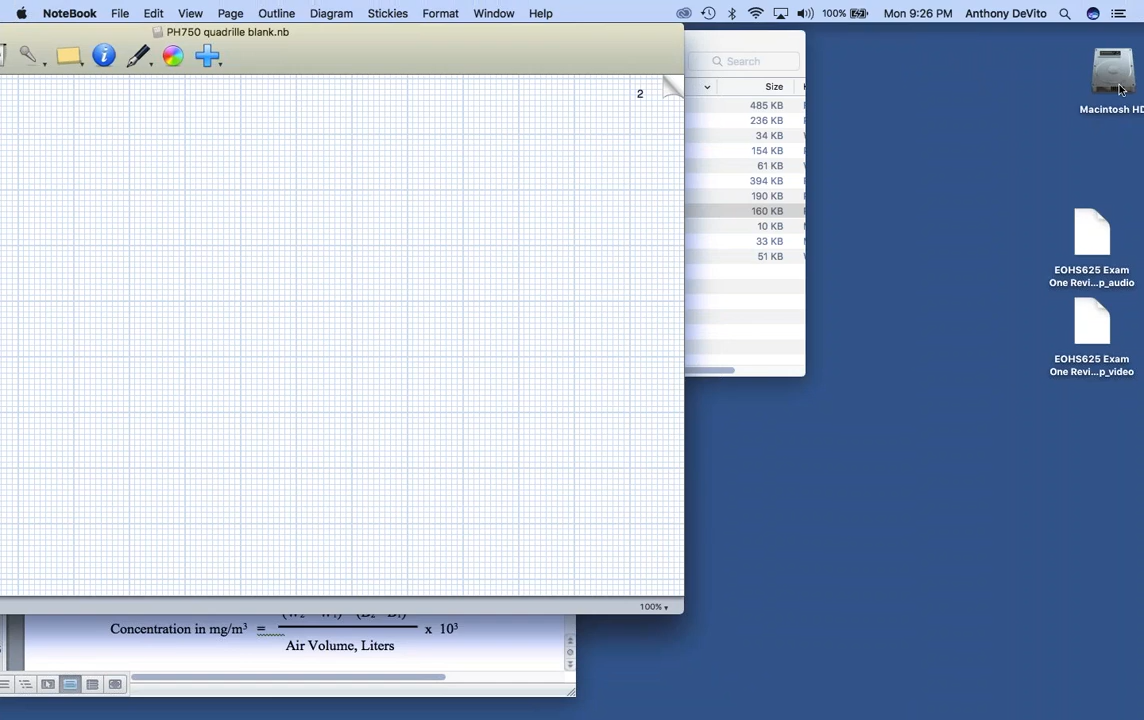 NoteBook File Edit View Page Outline Diagram Stickies Format Window Help 100% Mon 9:26 PM Anthony DeVito
PH750 quadrille blank.nb
2
Search
Size
485 KB
236 KB
34 KB
154 KB
61 KB
394 KB
190 KB
160 KB
10 KB
33 KB
51 KB
Macintosh HD
EOHS625 Exam
One Revi...p_audio
EOHS625 Exam
One Revi...p_video
100%
Concentration in mg/m³ = x 10³
Air Volume, Liters